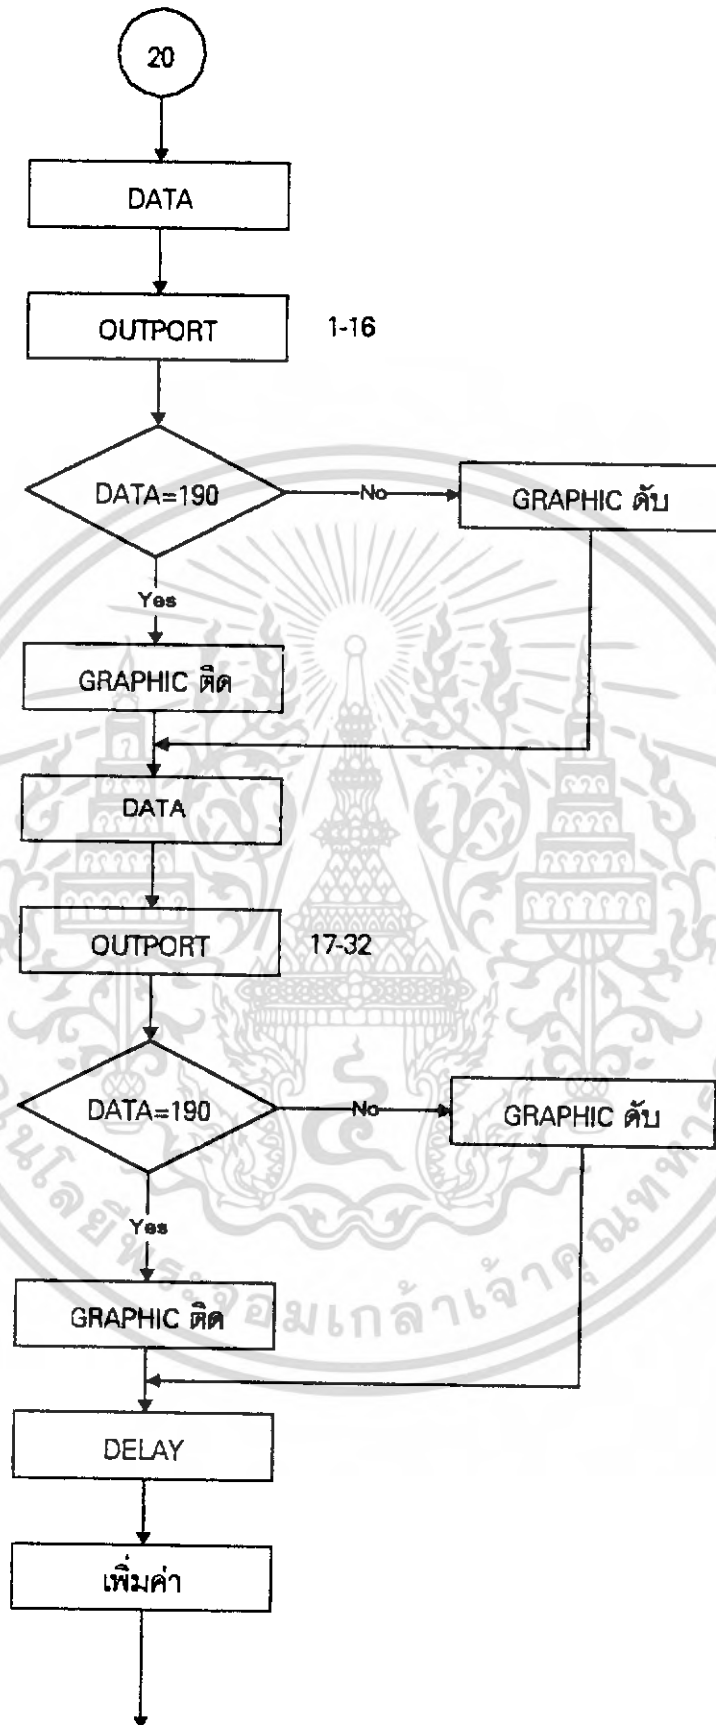 20
DATA
OUTPORT 1-16
DATA=190 No GRAPHIC ดับ
Yes
GRAPHIC ติด
DATA
OUTPORT 17-32
DATA=190 No GRAPHIC ดับ
Yes
GRAPHIC ติด
DELAY
เพิ่มค่า